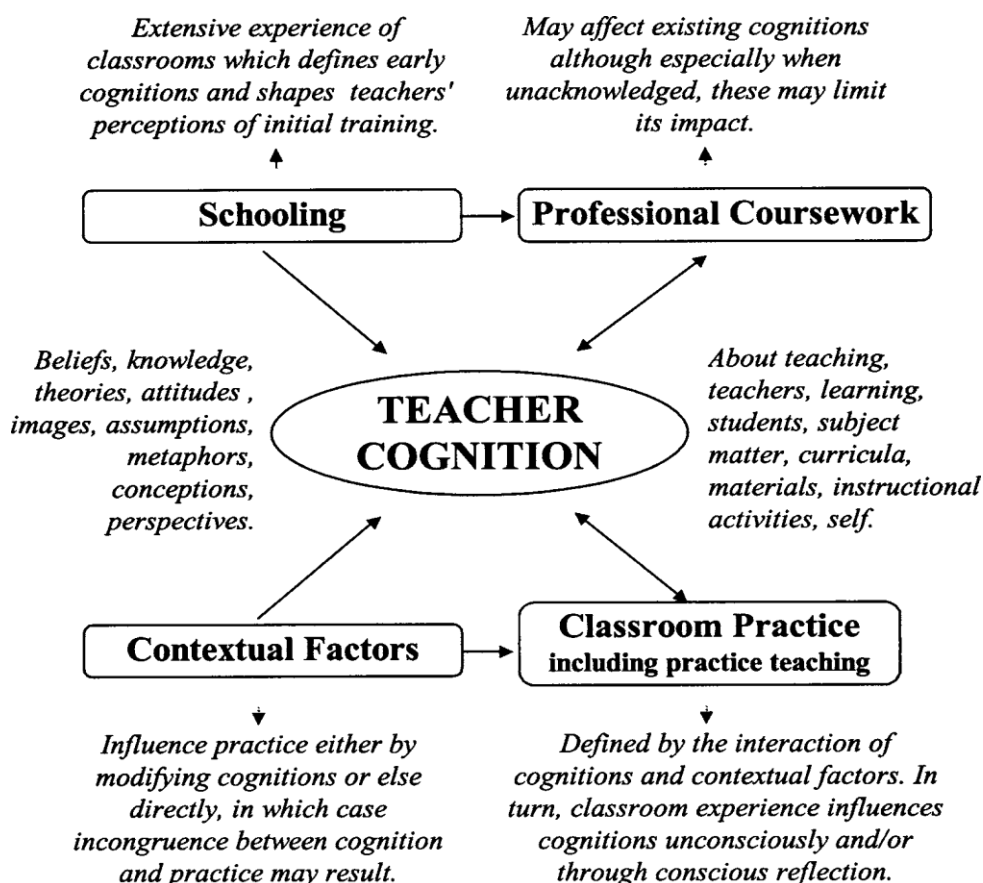 Extensive experience of
classrooms which defines early
cognitions and shapes teachers'
perceptions of initial training.
May affect existing cognitions
although especially when
unacknowledged, these may limit
its impact.
Schooling
Professional Coursework
Beliefs, knowledge,
theories, attitudes ,
images, assumptions,
metaphors,
conceptions,
perspectives.
TEACHER
COGNITION
About teaching,
teachers, learning,
students, subject
matter, curricula,
materials, instructional
activities, self.
Contextual Factors
Classroom Practice
including practice teaching
Influence practice either by
modifying cognitions or else
directly, in which case
incongruence between cognition
and practice may result.
Defined by the interaction of
cognitions and contextual factors. In
turn, classroom experience influences
cognitions unconsciously and/or
through conscious reflection.